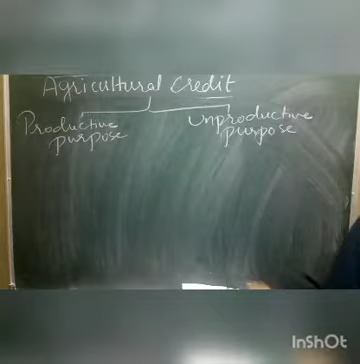 Agricultural Credit
Productive purpose
Unproductive purpose
InShOt